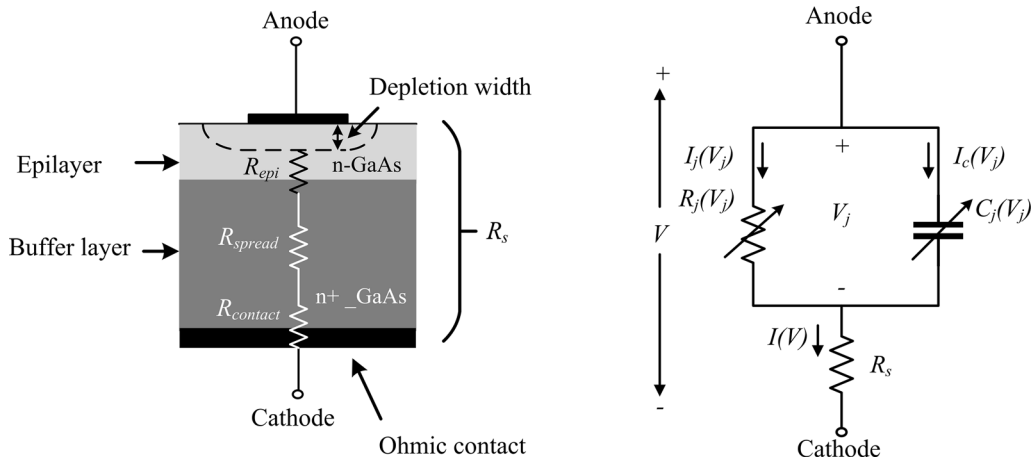 Anode
Depletion width
Epilayer
R_epi
n-GaAs
Buffer layer
R_spread
R_s
n+ _GaAs
R_contact
Cathode
Ohmic contact
Anode
+
+
I_j(V_j)
I_c(V_j)
R_j(V_j)
V_j
C_j(V_j)
V
-
I(V)
R_s
-
Cathode